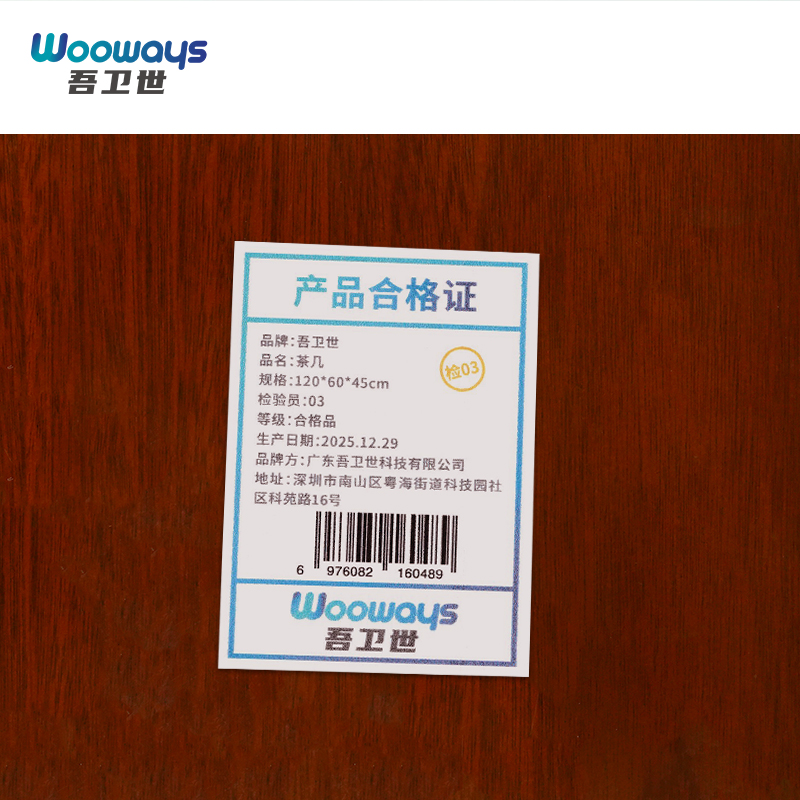 Wooways
吾卫世
产品合格证
品牌:吾卫世
品名:茶几
规格:120*60*45cm
检03
检验员:03
等级:合格品
生产日期:2025.12.29
品牌方:广东吾卫世科技有限公司
地址:深圳市南山区粤海街道科技园社
区科苑路16号
6 976082 160489
Wooways
吾卫世